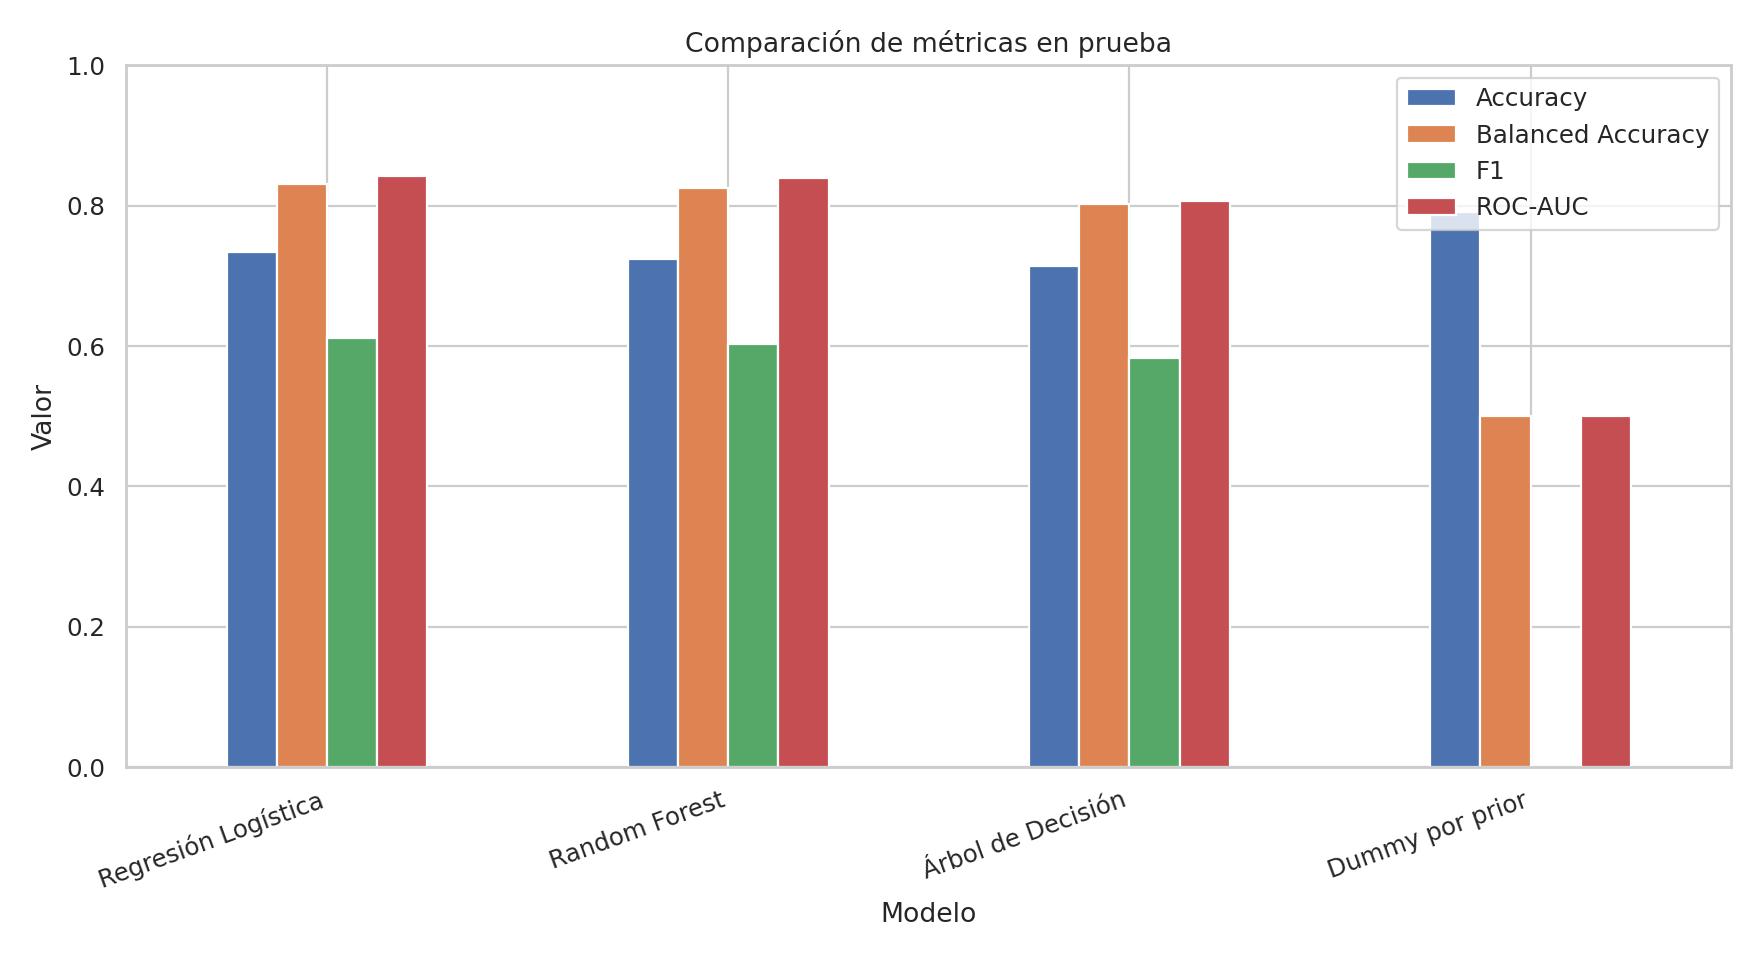 Comparación de métricas en prueba
1.0
0.8
0.6
0.4
0.2
0.0
Valor
Accuracy
Balanced Accuracy
F1
ROC-AUC
Regresión Logística
Random Forest
Árbol de Decisión
Dummy por prior
Modelo